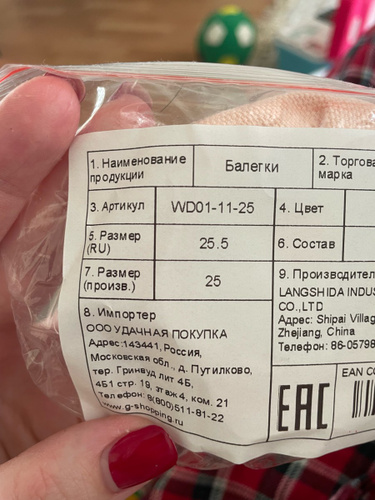 1. Наименование
продукции
Балетки
2. Торгова
марка
3. Артикул
WD01-11-25
4. Цвет
5. Размер
(RU)
25.5
6. Состав
7. Размер
(произв.)
25
8. Импортер
ООО УДАЧНАЯ ПОКУПКА
Адрес:143441, Россия,
Московская обл., д. Путилково,
тер. Гринвуд лит 4Б,
4Б1 стр. 19, этаж 4, ком. 21
Телефон: 8(800)511-81-22
www.g-shopping.ru
9. Производител
LANGSHIDA INDUS
CO.,LTD
Адрес: Shipai Villag
Zhejiang, China
Телефон: 86-05798
EAC
EAN CO